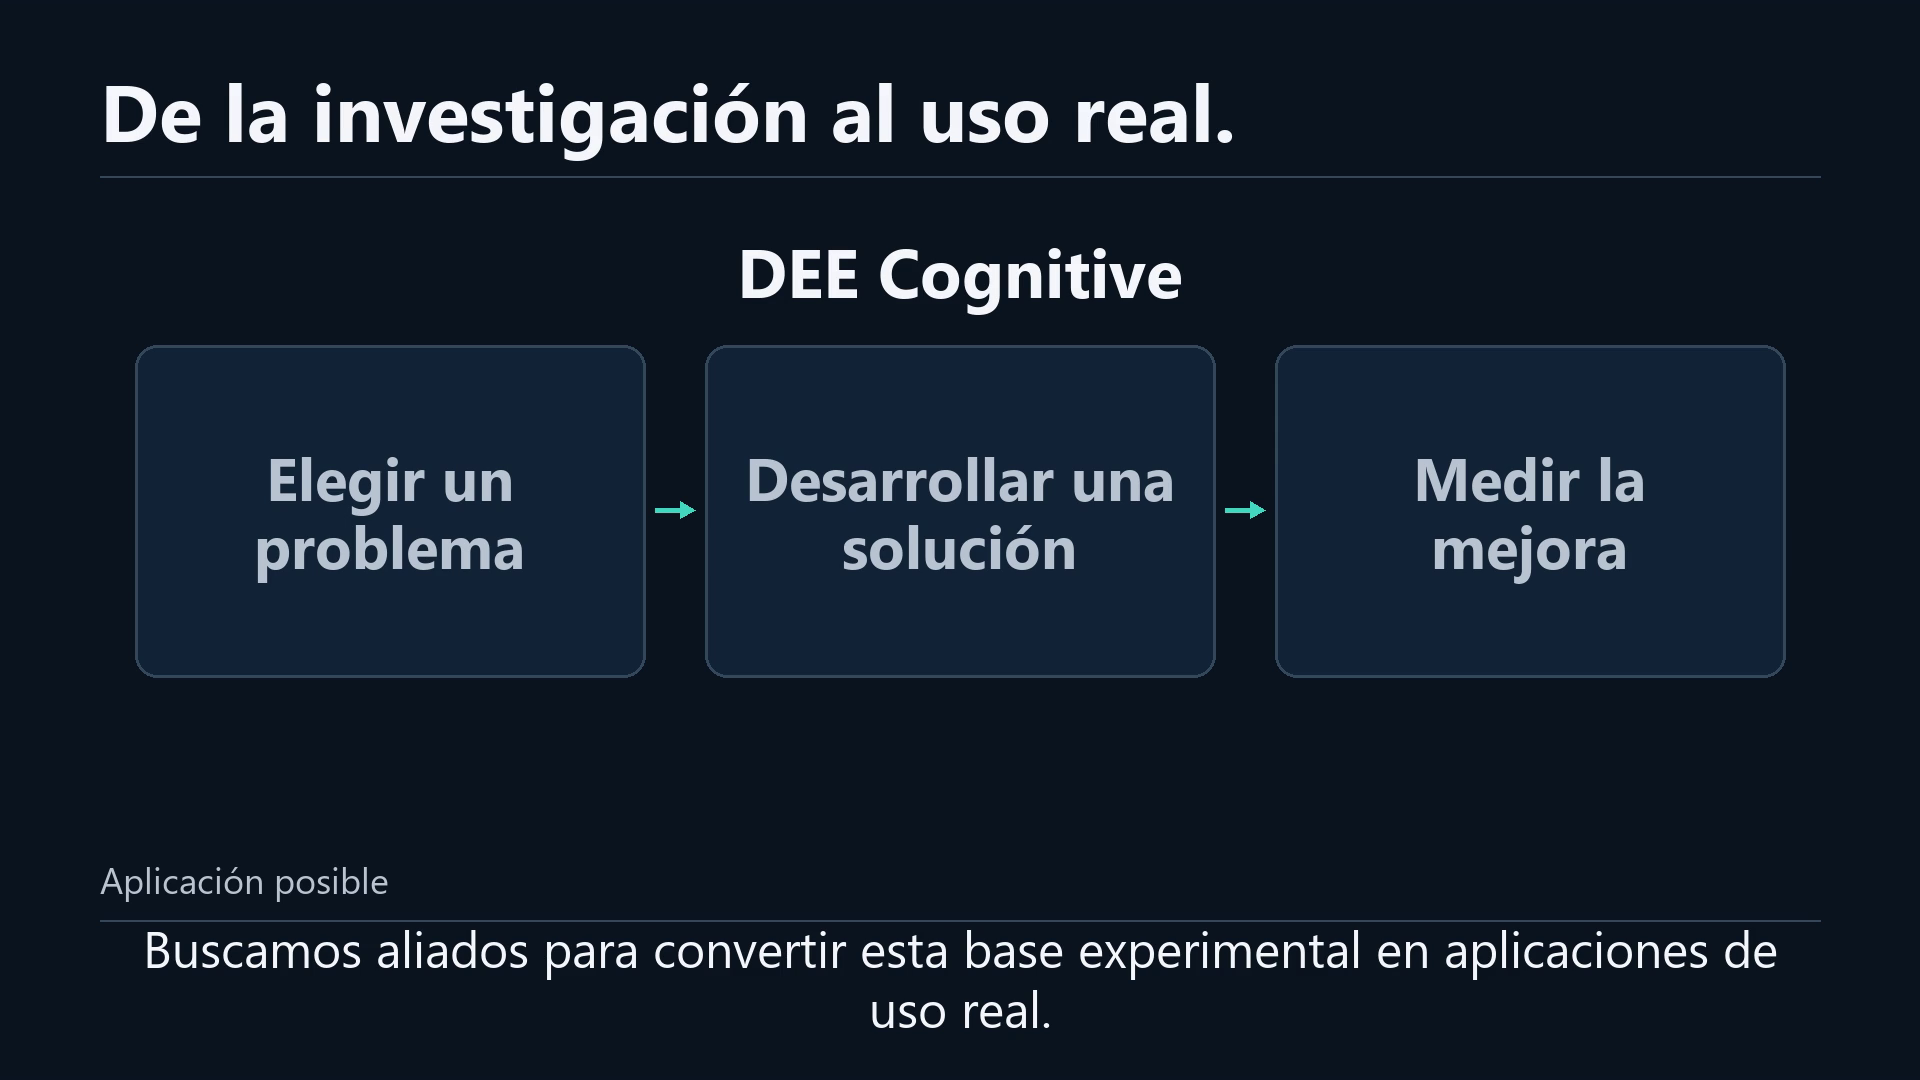 De la investigación al uso real.
DEE Cognitive
Elegir un
problema
Desarrollar una
solución
Medir la
mejora
Aplicación posible
Buscamos aliados para convertir esta base experimental en aplicaciones de
uso real.